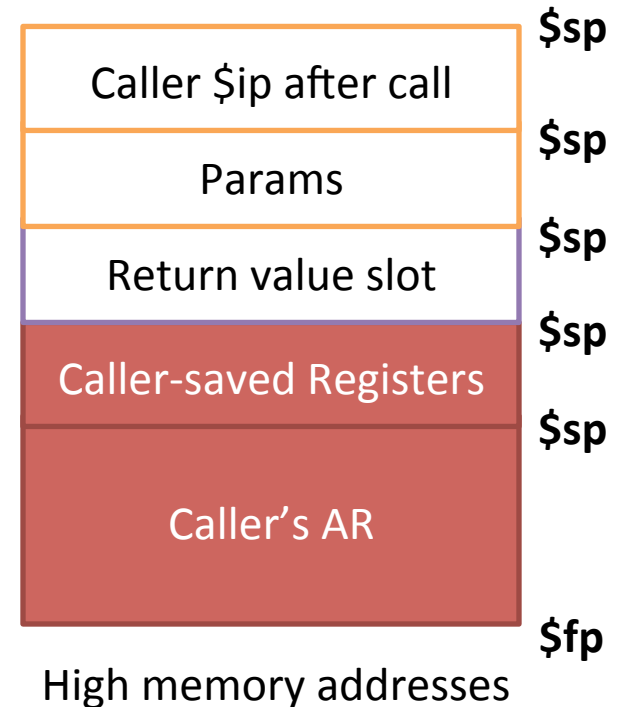 $sp
Caller $ip after call
$sp
Params
$sp
Return value slot
$sp
Caller-saved Registers
$sp
Caller’s AR
$fp
High memory addresses